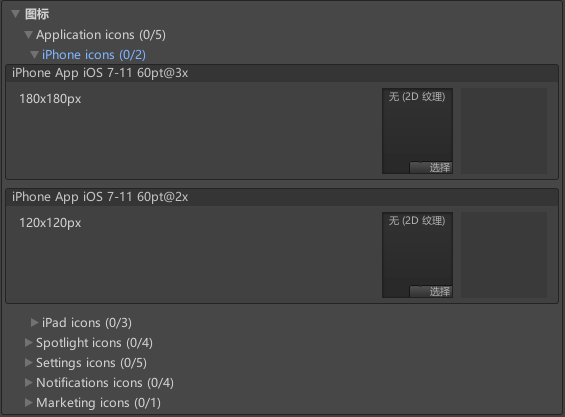 图标
Application icons (0/5)
iPhone icons (0/2)
iPhone App iOS 7-11 60pt@3x
180x180px
无 (2D 纹理)
选择
iPhone App iOS 7-11 60pt@2x
120x120px
无 (2D 纹理)
选择
iPad icons (0/3)
Spotlight icons (0/4)
Settings icons (0/5)
Notifications icons (0/4)
Marketing icons (0/1)